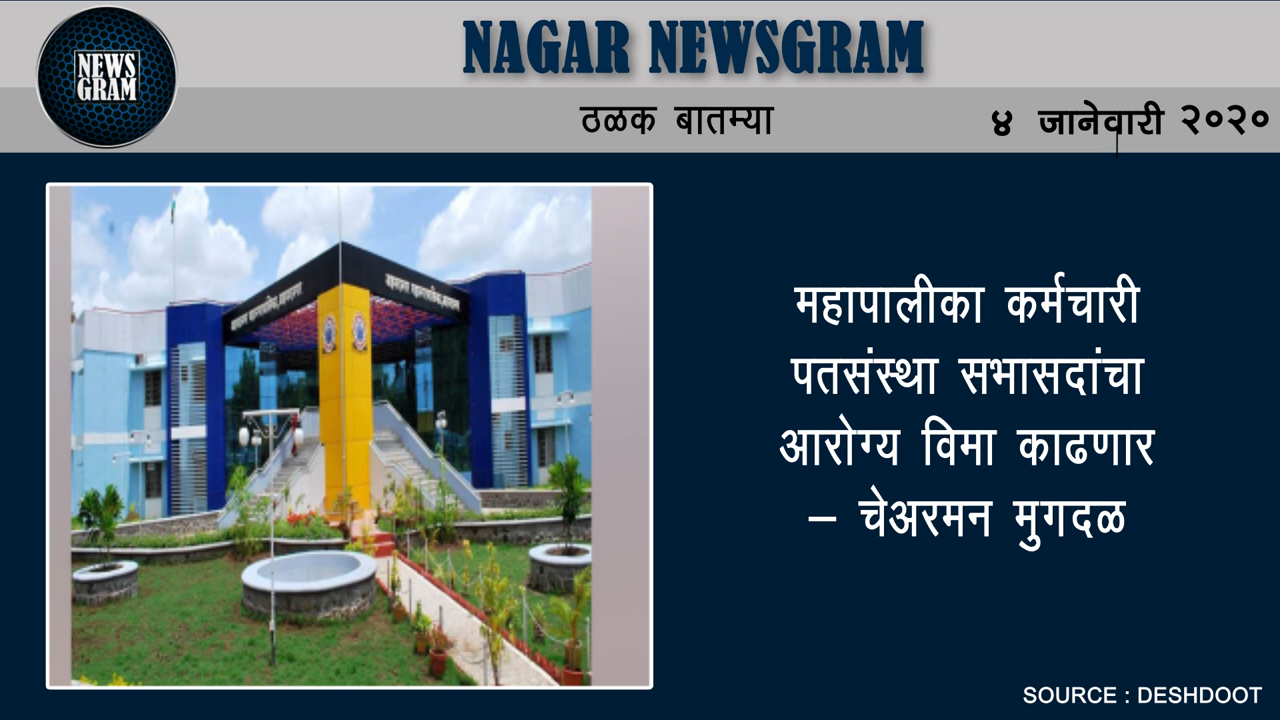 NEWS
GRAM
NAGAR NEWSGRAM
ठळक बातम्या
४ जानेवारी २०२०
महापालीका कर्मचारी
पतसंस्था सभासदांचा
आरोग्य विमा काढणार
– चेअरमन मुगदळ
SOURCE : DESHDOOT